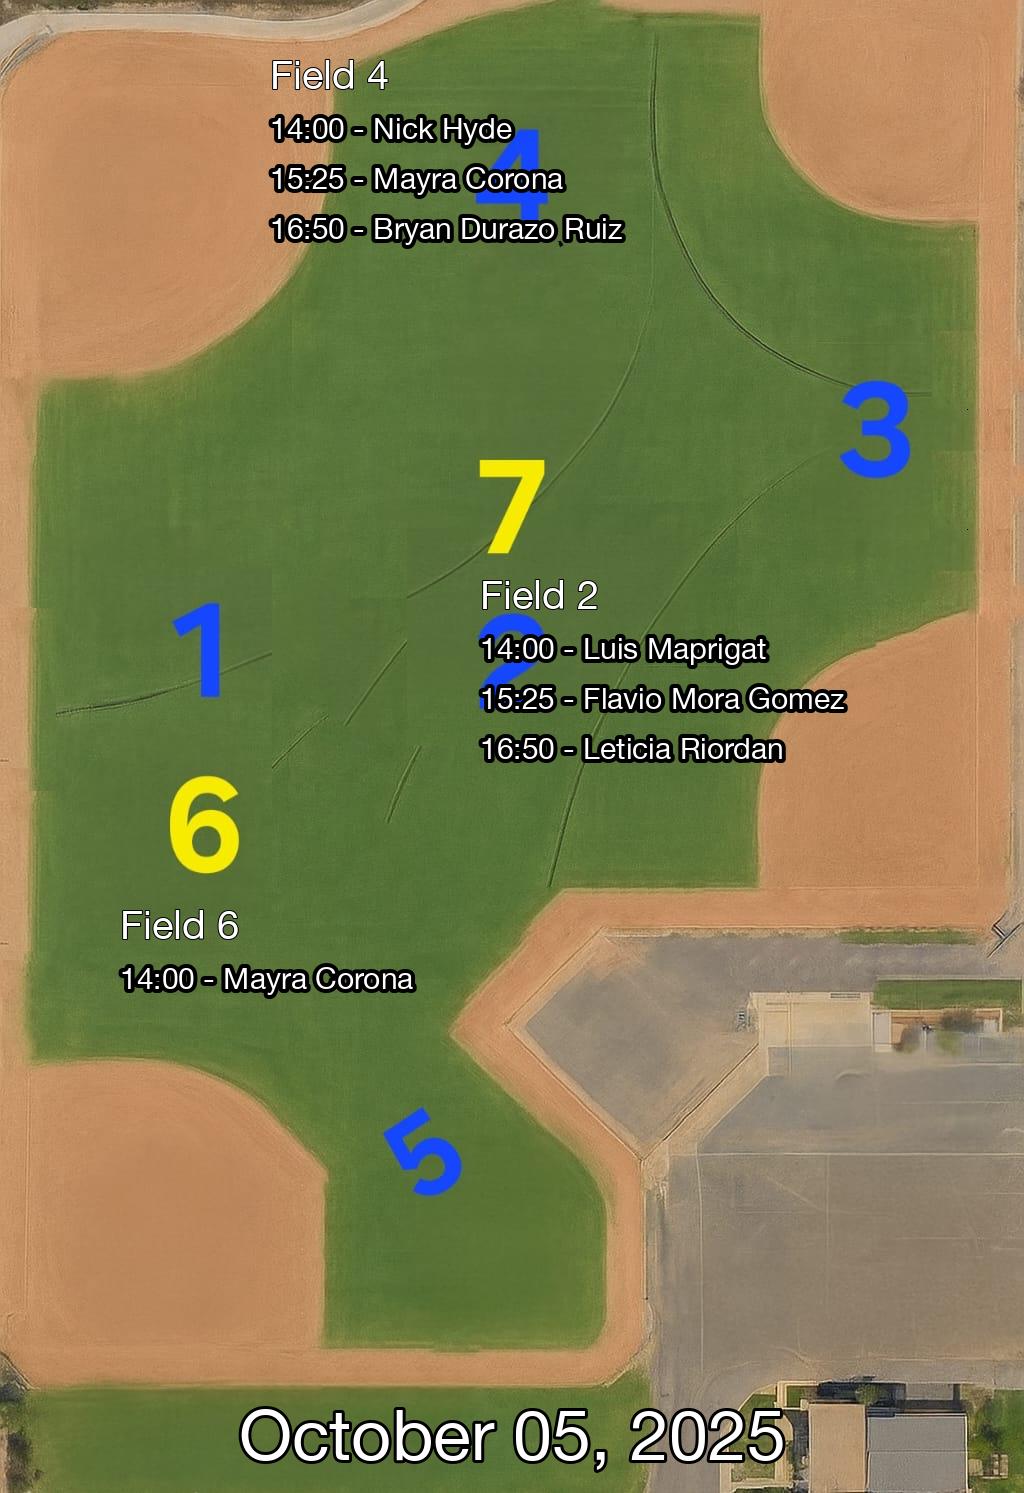 Field 4
14:00 - Nick Hyde
4
15:25 - Mayra Corona
16:50 - Bryan Durazo Ruiz
3
7
Field 2
1
2
14:00 - Luis Maprigat
15:25 - Flavio Mora Gomez
16:50 - Leticia Riordan
6
Field 6
14:00 - Mayra Corona
5
October 05, 2025